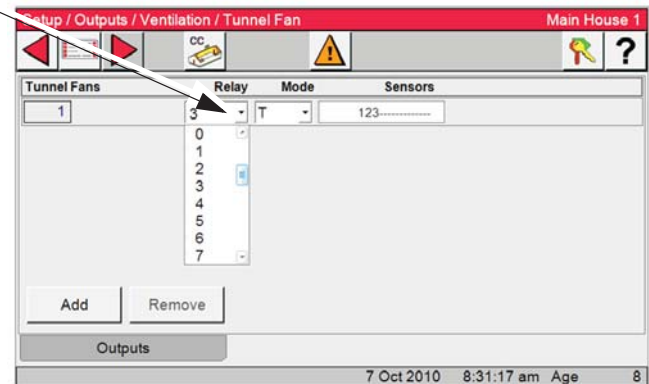 Setup / Outputs / Ventilation / Tunnel Fan Main House 1
CC
?
Tunnel Fans Relay Mode Sensors
1 3 T 123-------------
0
1
2
3
4
5
6
7
Add Remove
Outputs
7 Oct 2010 8:31:17 am Age 8